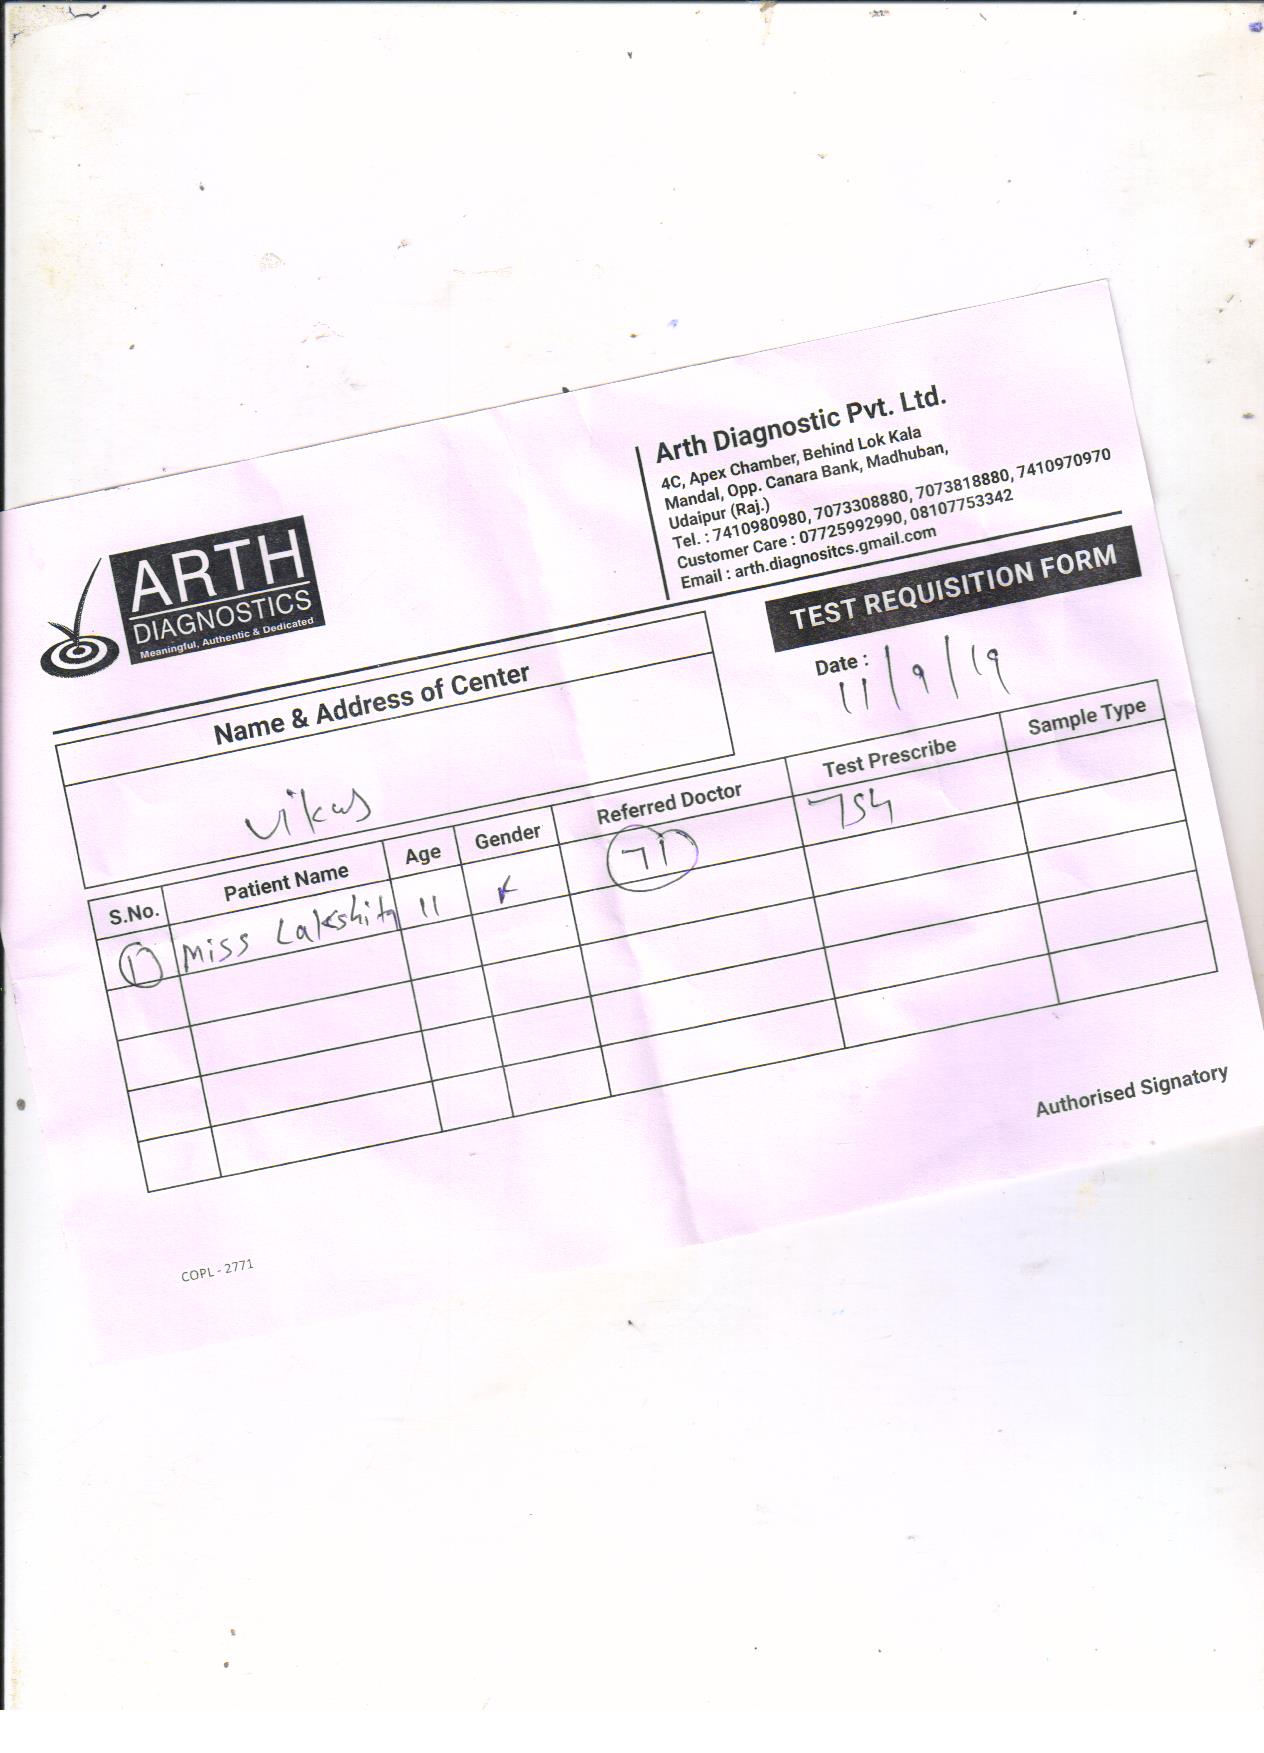 ARTH
DIAGNOSTICS
Meaningful, Authentic & Dedicated
Arth Diagnostic Pvt. Ltd.
4C, Apex Chamber, Behind Lok Kala
Mandal, Opp. Canara Bank, Madhuban,
Udaipur (Raj.)
Tel. : 7410980980, 7073308880, 7073818880, 7410970970
Customer Care : 07725992990, 08107753342
Email : arth.diagnositcs.gmail.com
TEST REQUISITION FORM
Date : 11/9/19
Name & Address of Center
Vikas
S.No. Patient Name Age Gender Referred Doctor Test Prescribe Sample Type
1) Miss Lakshita 11 F
Authorised Signatory
COPL - 2771